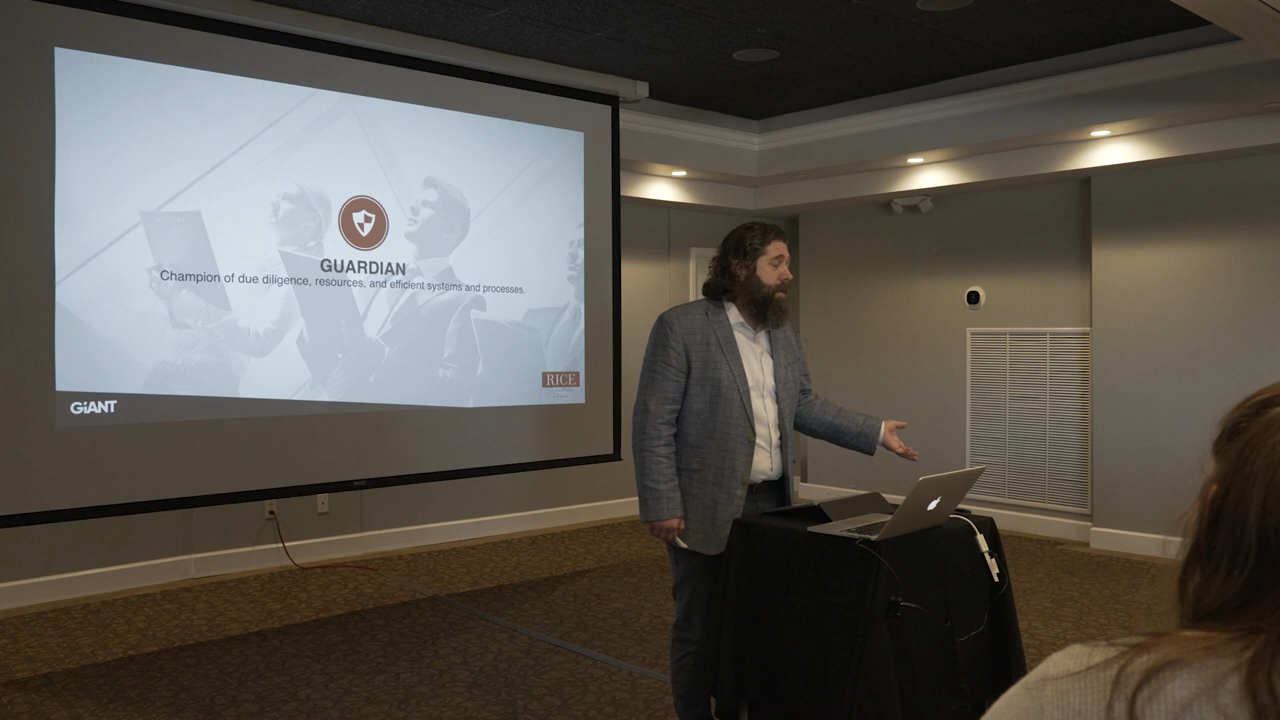 GUARDIAN
Champion of due diligence, resources, and efficient systems and processes.
RICE
GiANT